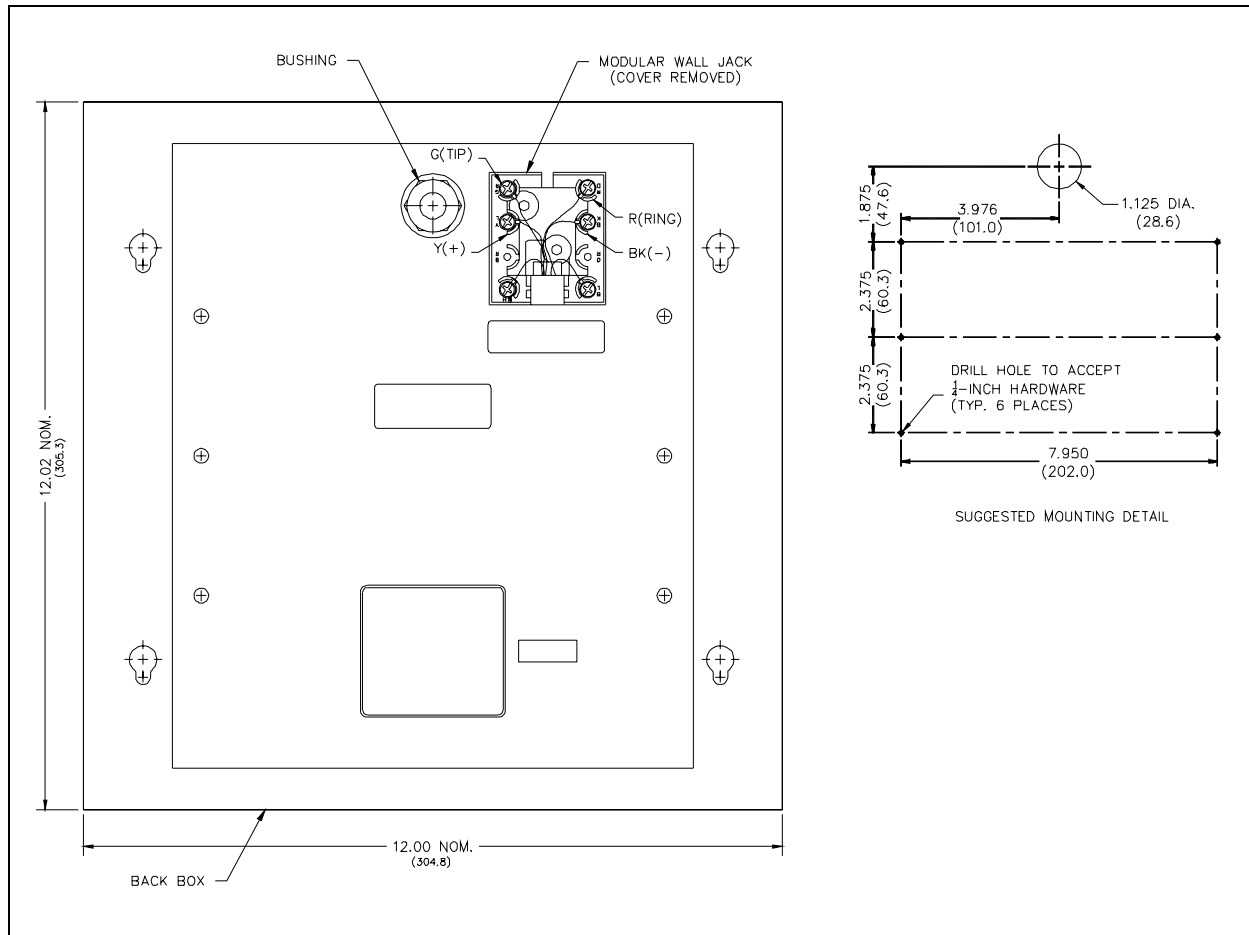 BUSHING
MODULAR WALL JACK
(COVER REMOVED)
G(TIP)
R(RING)
Y(+)
BK(-)
12.02 NOM.
(305.3)
12.00 NOM.
(304.8)
BACK BOX
1.875
(47.6)
3.976
(101.0)
1.125 DIA.
(28.6)
2.375
(60.3)
2.375
(60.3)
DRILL HOLE TO ACCEPT
1/4-INCH HARDWARE
(TYP. 6 PLACES)
7.950
(202.0)
SUGGESTED MOUNTING DETAIL